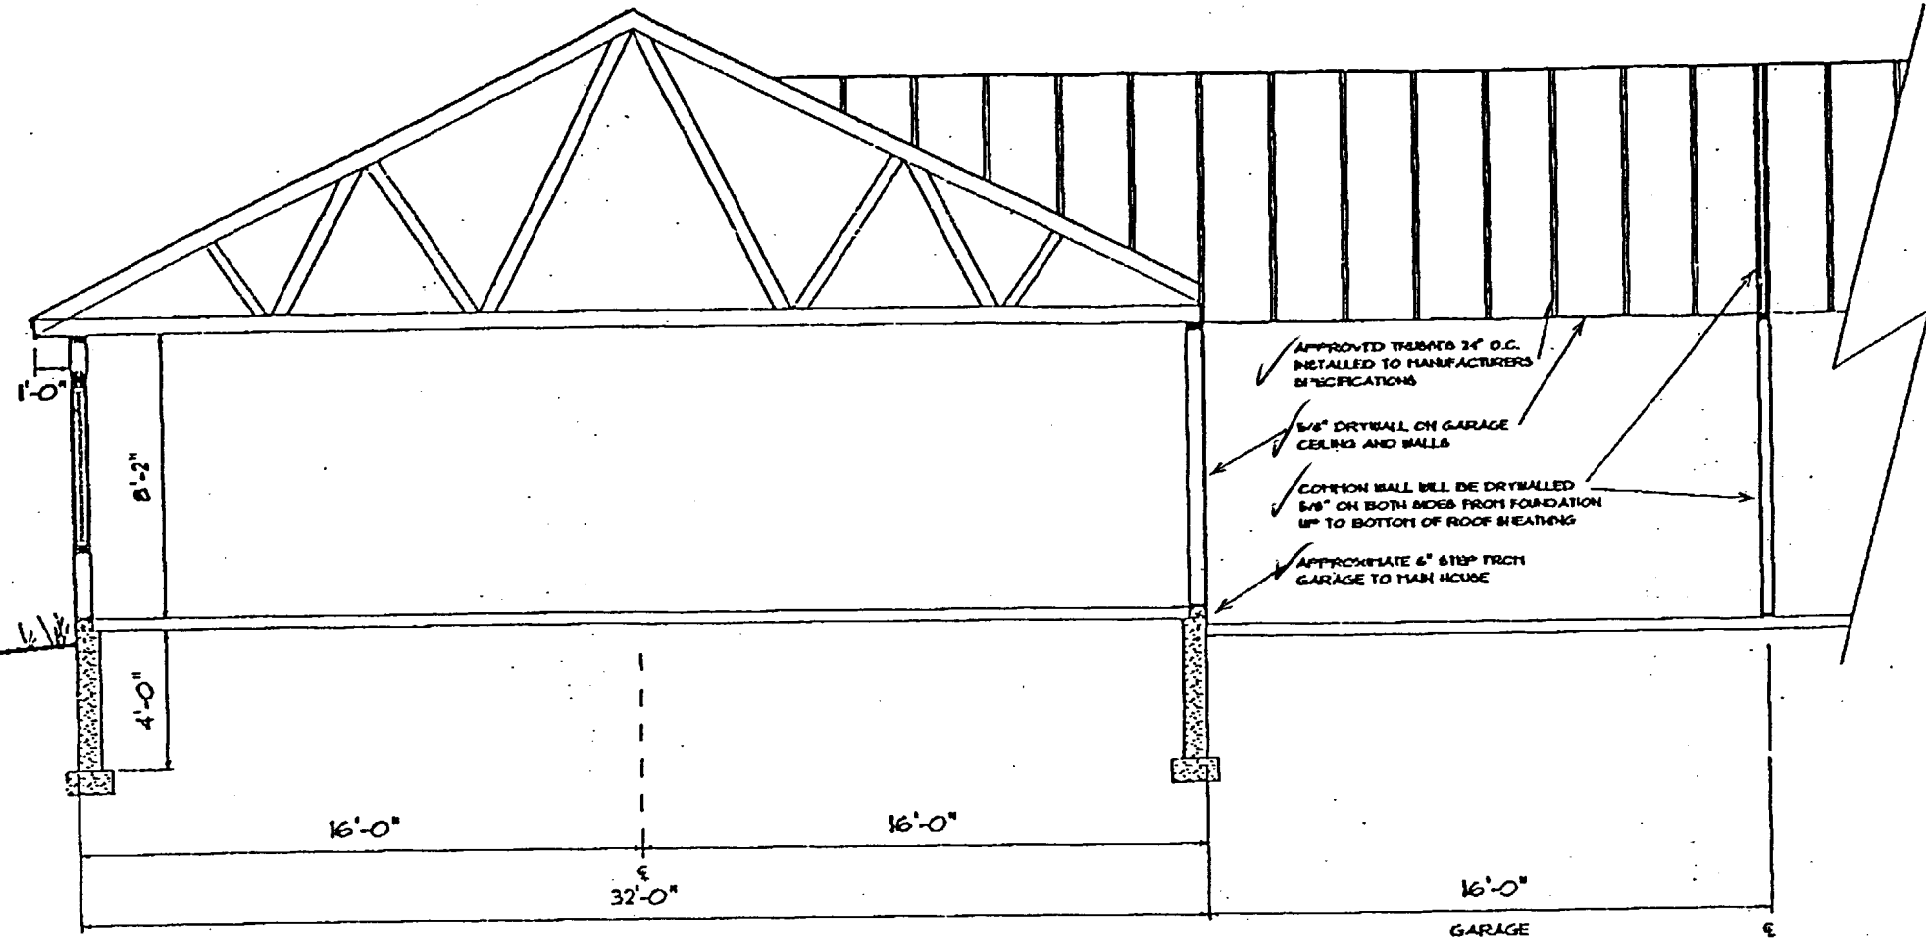 APPROVED TRUSSES 24" O.C.
INSTALLED TO MANUFACTURERS
SPECIFICATIONS
1'-0"
5/8" DRYWALL ON GARAGE
CEILING AND WALLS
8'-2"
COMMON WALL WILL BE DRYWALLED
5/8" ON BOTH SIDES FROM FOUNDATION
UP TO BOTTOM OF ROOF SHEATHING
APPROXIMATE 6" STEP FROM
GARAGE TO MAIN HOUSE
4'-0"
16'-0"
16'-0"
℄
32'-0"
16'-0"
GARAGE
℄